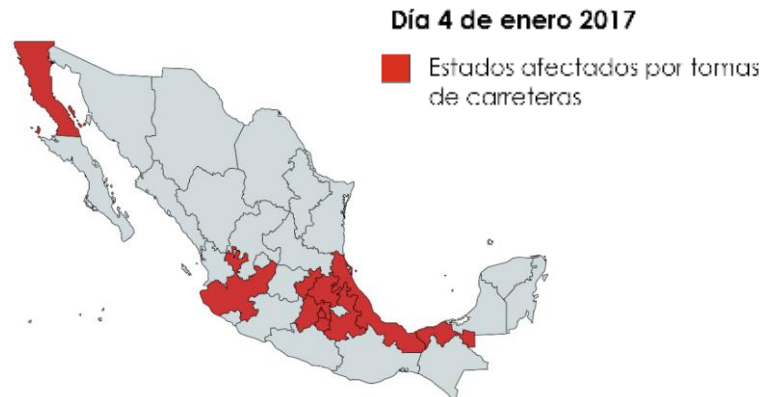 Día 4 de enero 2017
Estados afectados por tomas
de carreteras